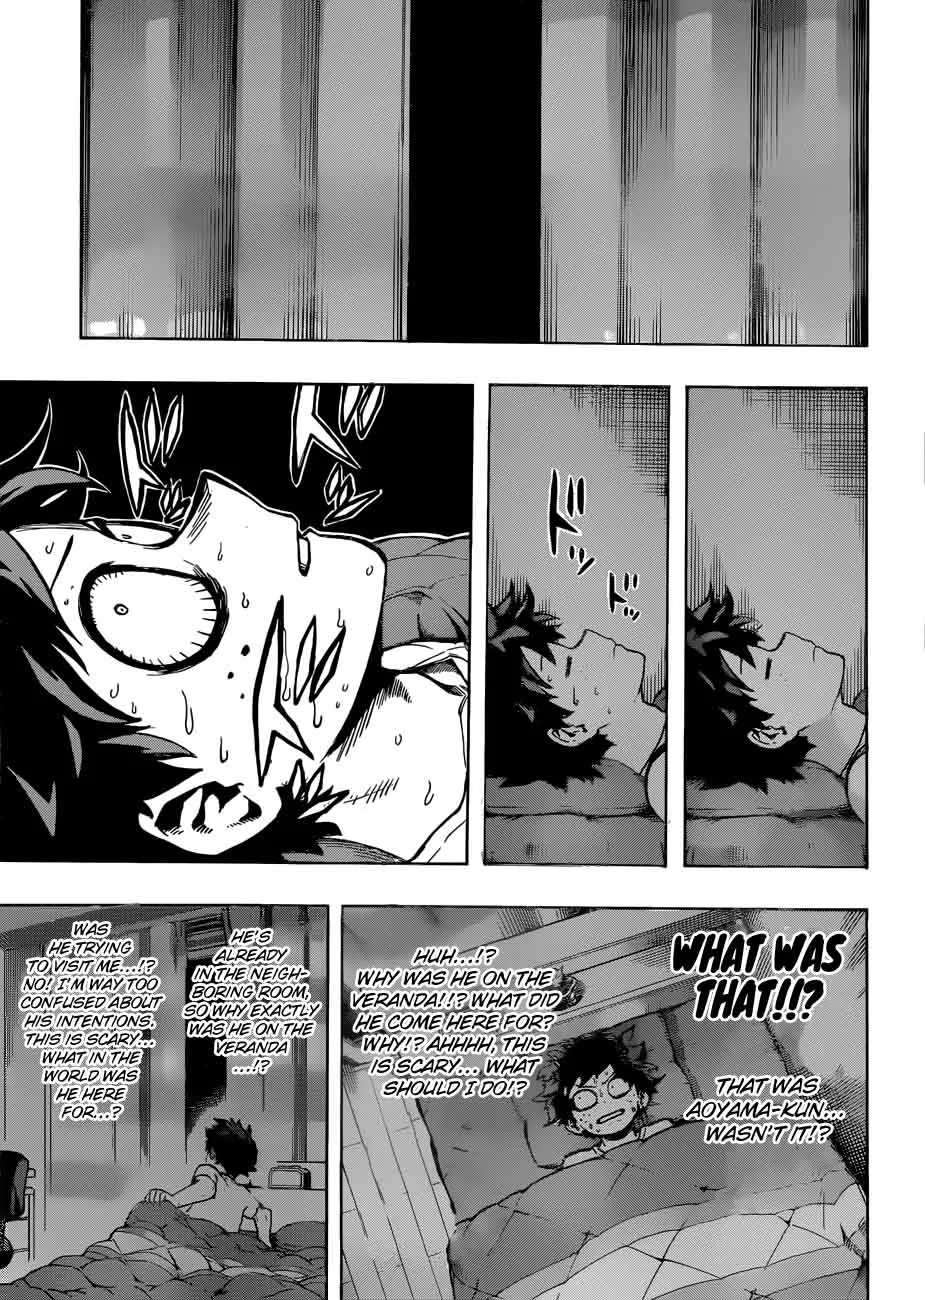 ドッ
ドッ
WHAT WAS
THAT!!?
THAT WAS
AOYAMA-KUN...
WASN'T IT!?
HUH...!?
WHY WAS HE ON THE
VERANDA!!? WHAT DID
HE COME HERE FOR?
WHY!? AHHHH, THIS
IS SCARY... WHAT
SHOULD I DO!?
HE'S
ALREADY
IN THE NEIGH-
BORING ROOM,
SO WHY EXACTLY
WAS HE ON THE
VERANDA
...!?
WAS
HE TRYING
TO VISIT ME...!?
NO! I'M WAY TOO
CONFUSED ABOUT
HIS INTENTIONS.
THIS IS SCARY...
WHAT IN THE
WORLD WAS
HE HERE
FOR...?